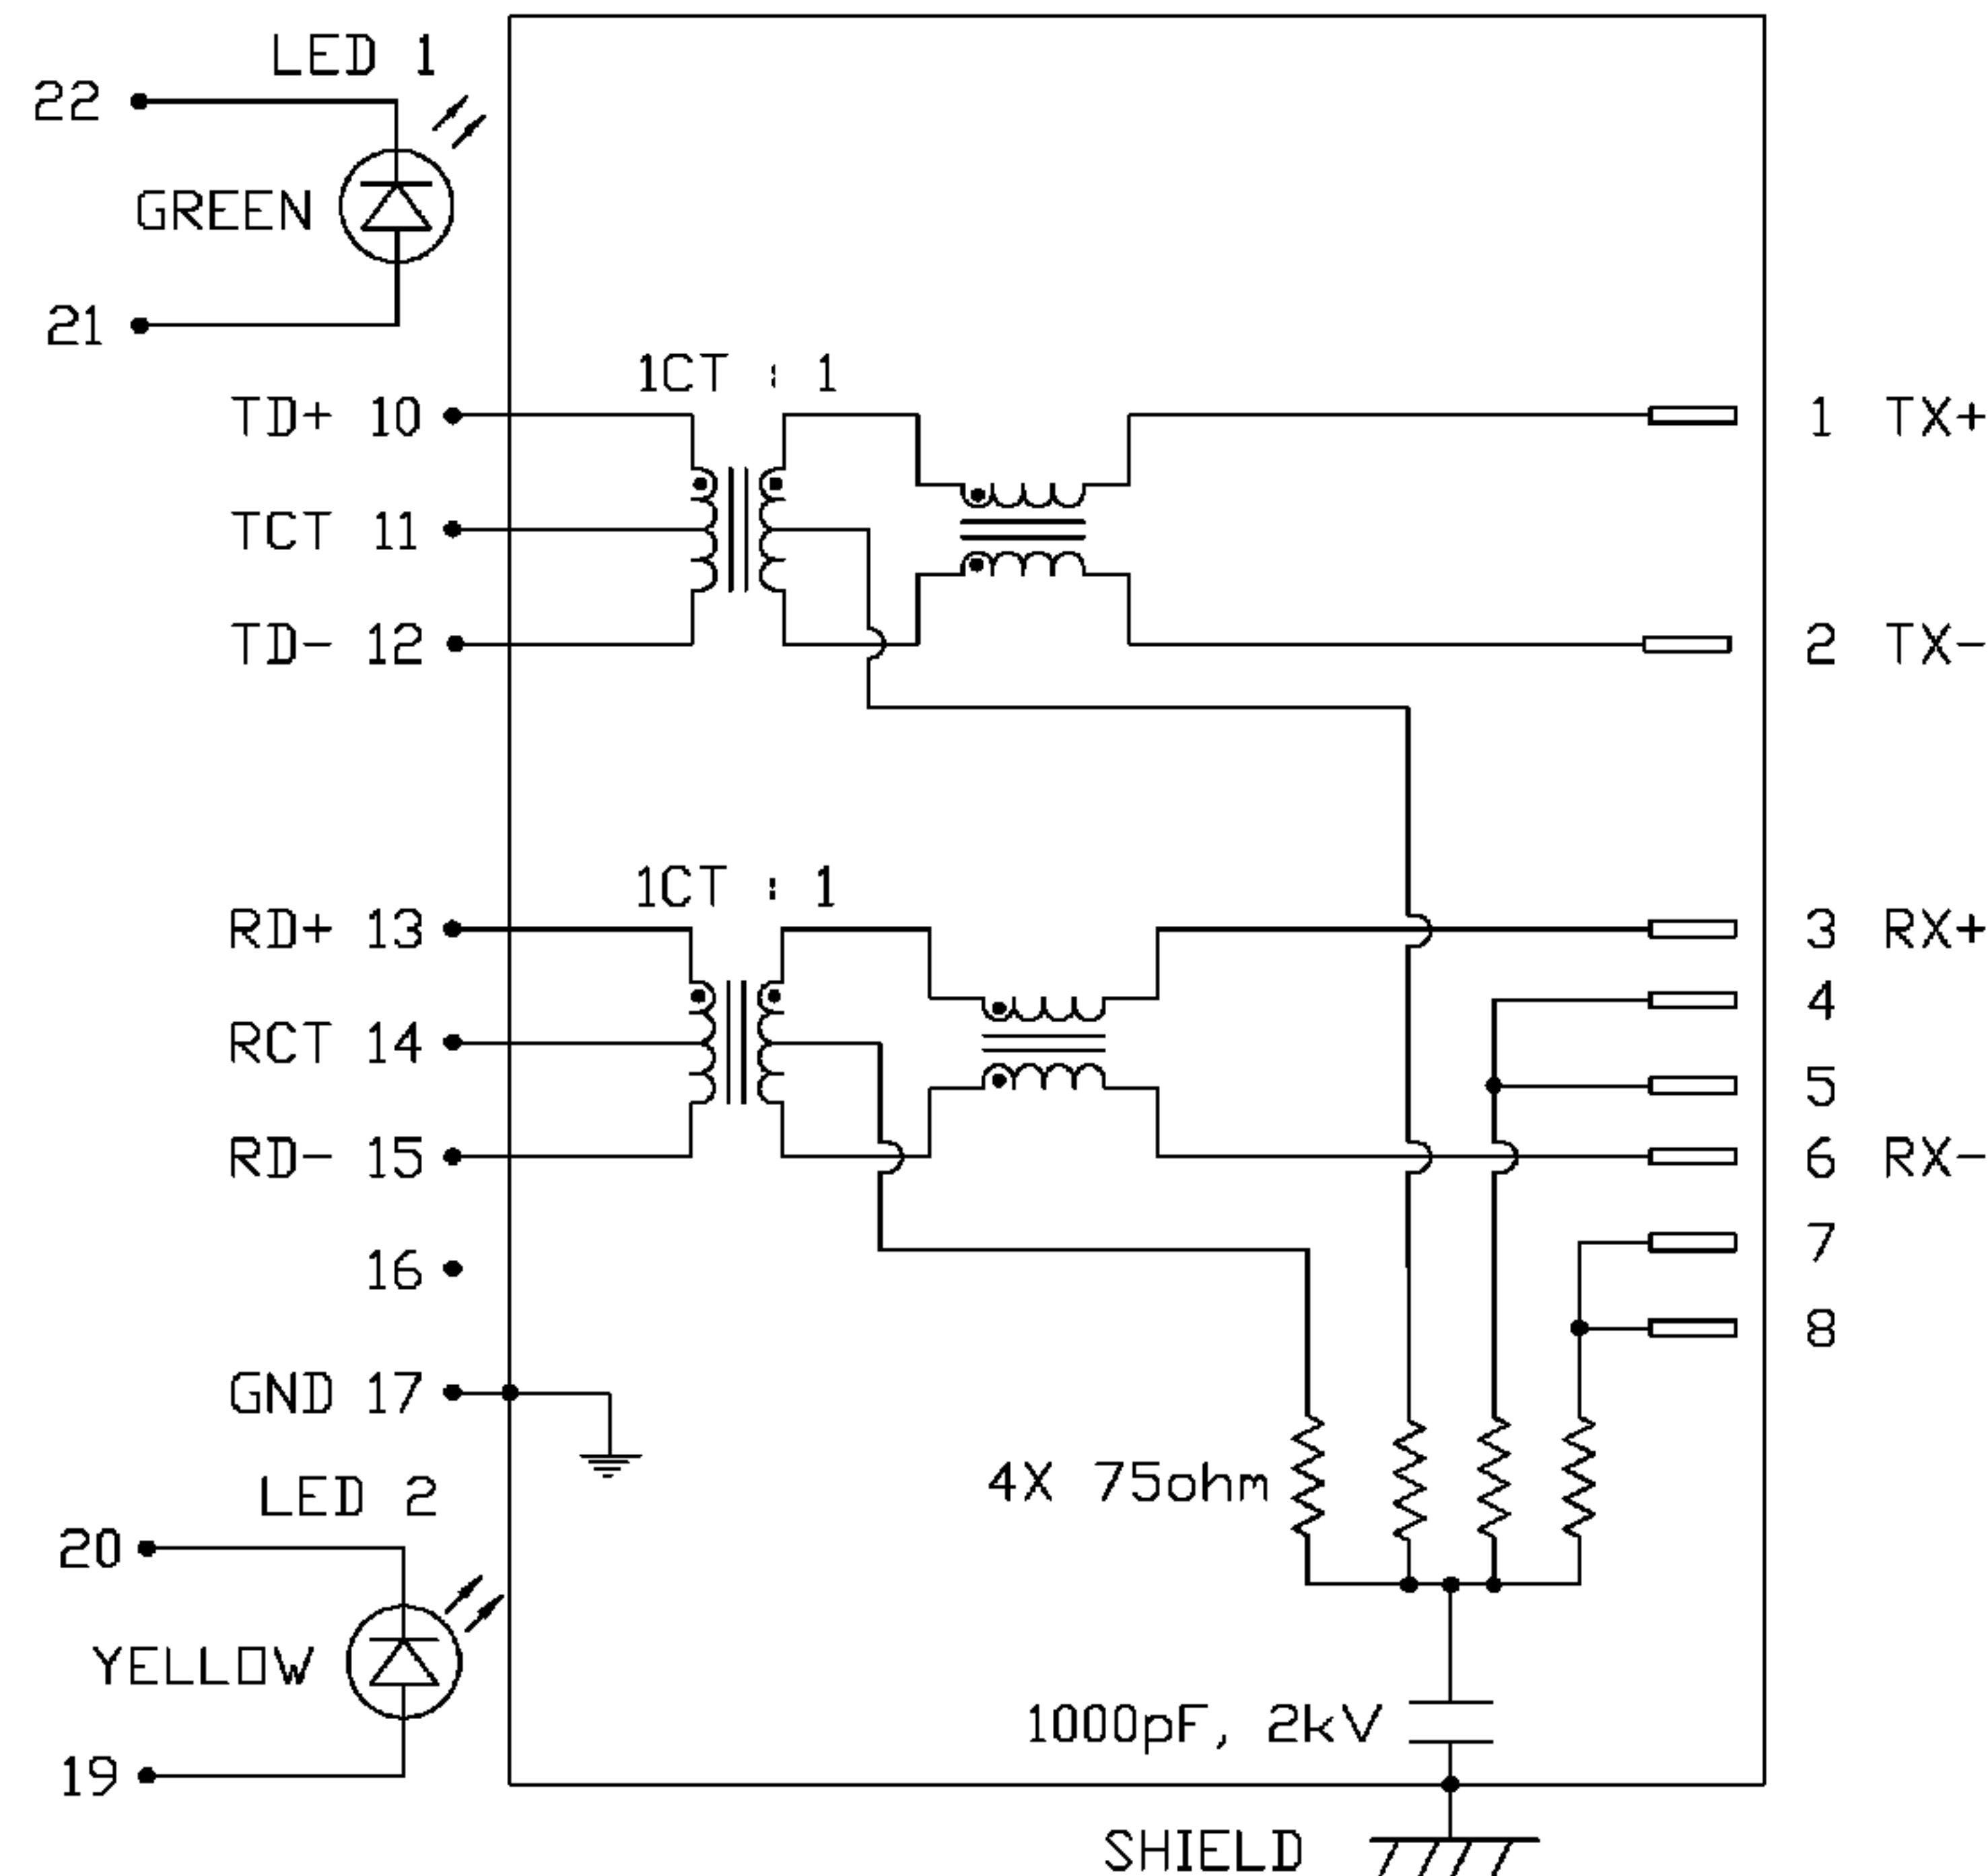 LED 1
22
GREEN
21
1CT : 1
TD+ 10
1 TX+
TCT 11
TD- 12
2 TX-
1CT : 1
RD+ 13
3 RX+
4
RCT 14
5
RD- 15
6 RX-
7
16
8
GND 17
4X 75ohm
LED 2
20
YELLOW
1000pF, 2kV
19
SHIELD